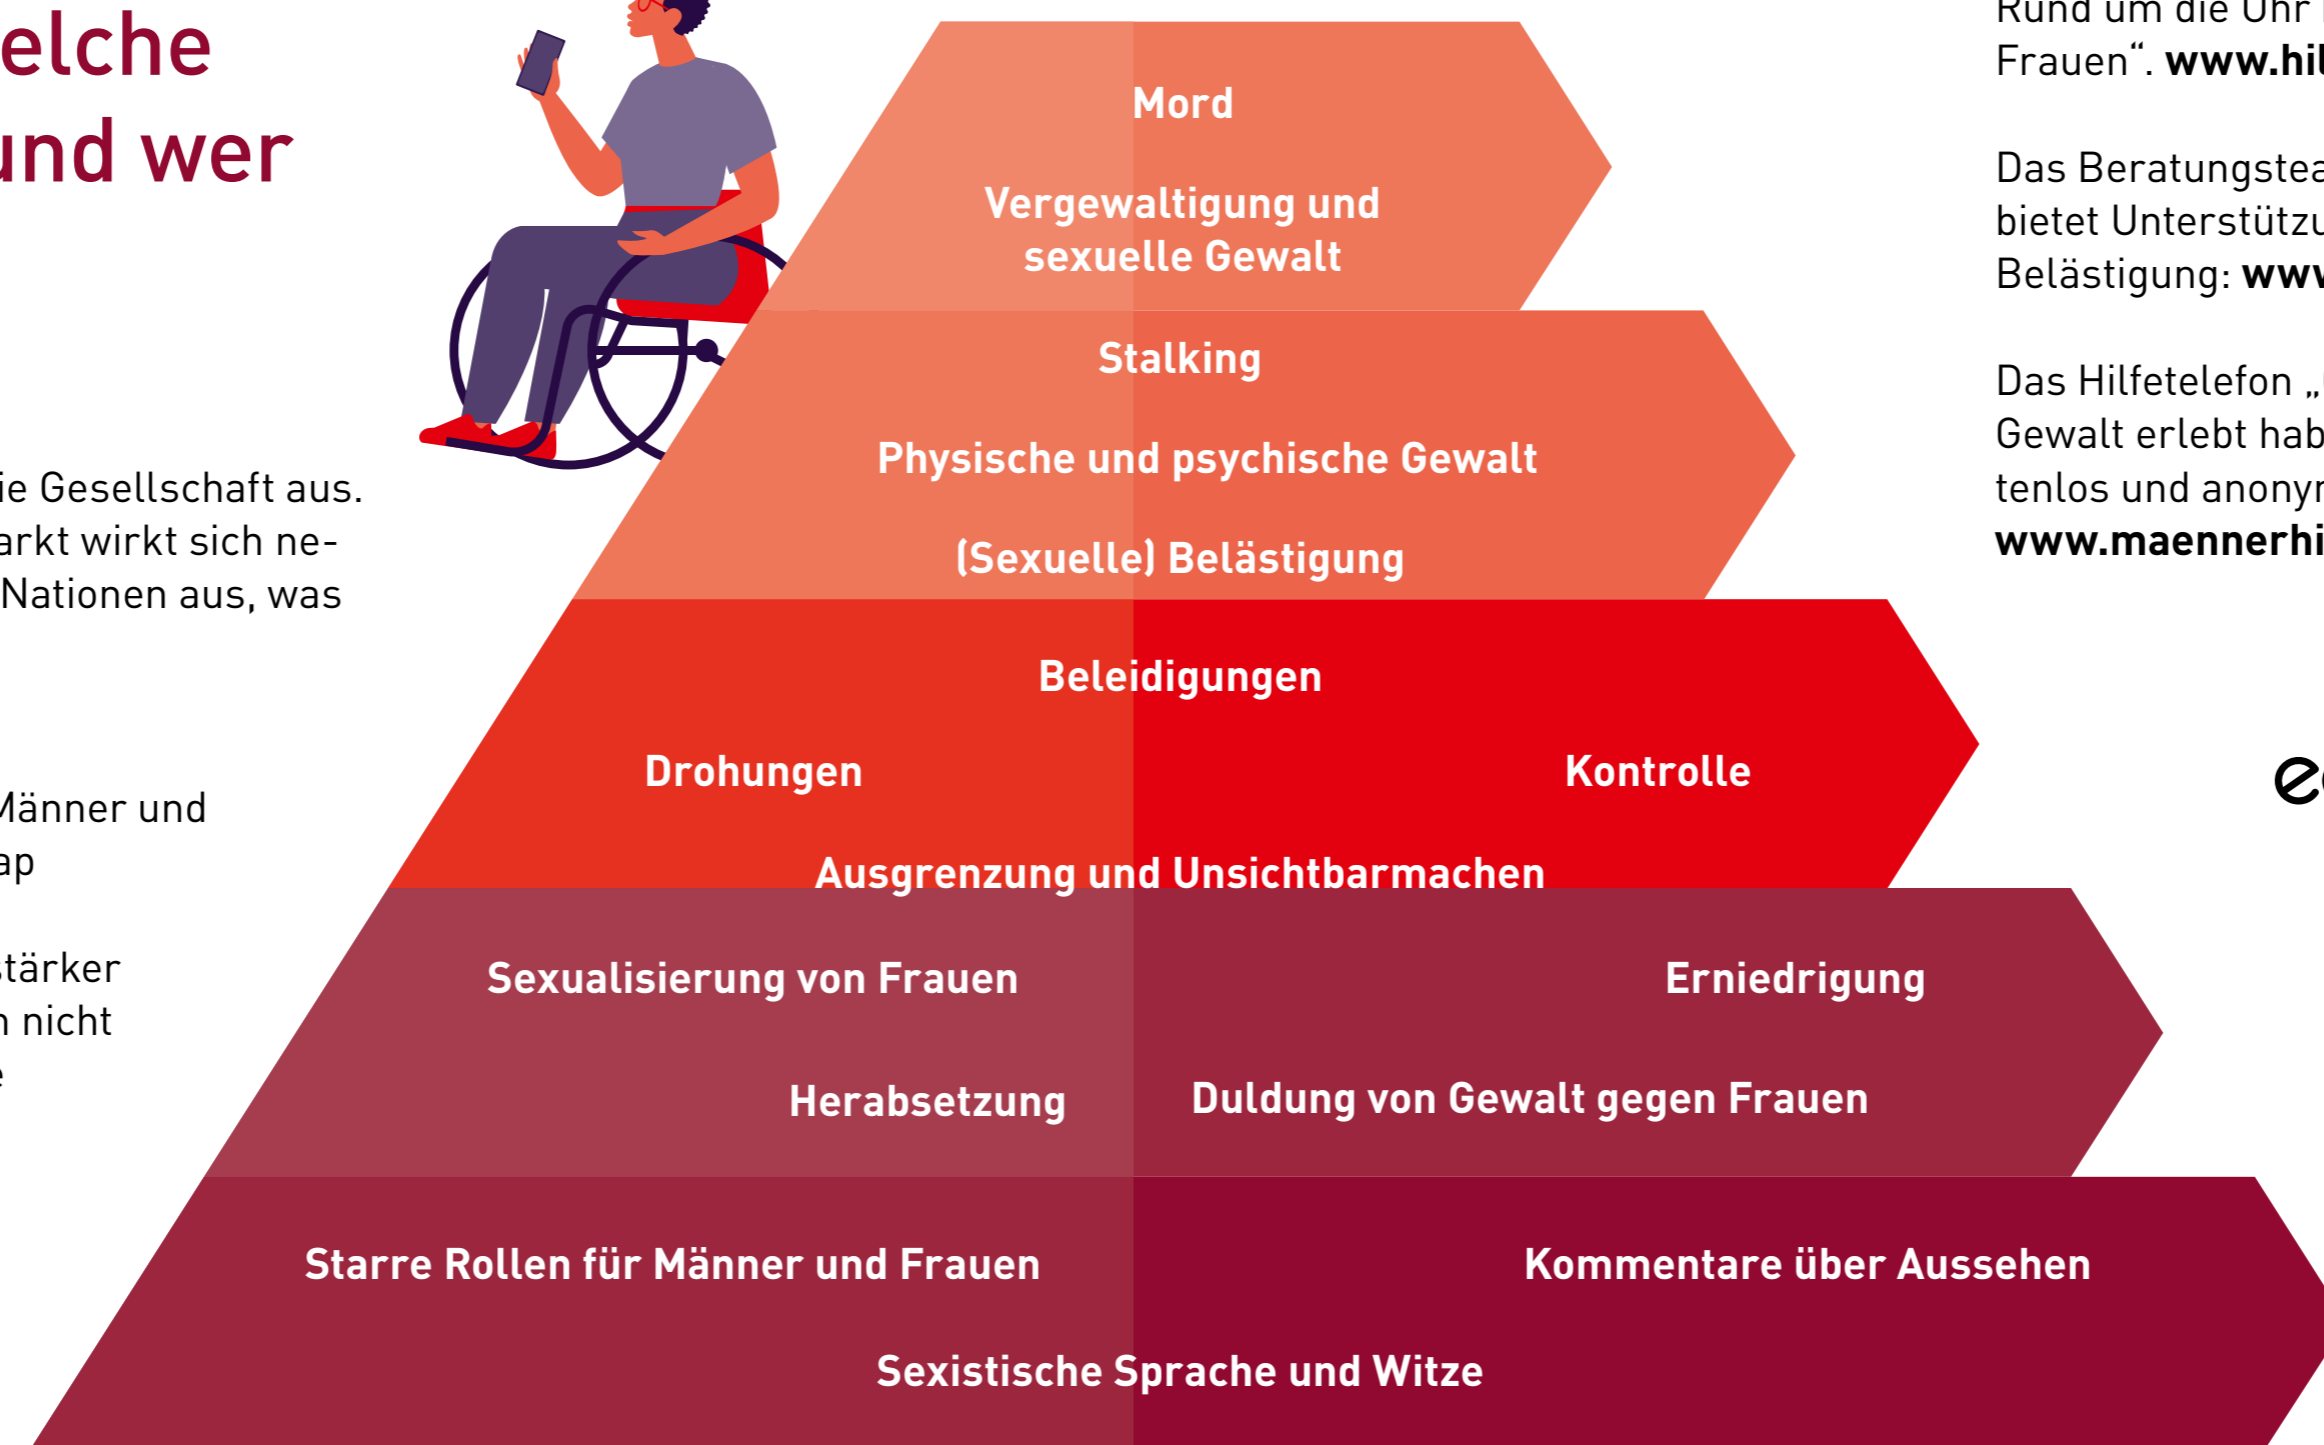 elche
und wer
ie Gesellschaft aus.
arkt wirkt sich ne-
Nationen aus, was
Männer und
ap
stärker
n nicht
e
Mord
Vergewaltigung und
sexuelle Gewalt
Stalking
Physische und psychische Gewalt
(Sexuelle) Belästigung
Beleidigungen
Drohungen Kontrolle
Ausgrenzung und Unsichtbarmachen
Sexualisierung von Frauen Erniedrigung
Herabsetzung Duldung von Gewalt gegen Frauen
Starre Rollen für Männer und Frauen Kommentare über Aussehen
Sexistische Sprache und Witze
Rund um die Uhr
Frauen“. www.hil
Das Beratungstea
bietet Unterstützu
Belästigung: www
Das Hilfetelefon „
Gewalt erlebt hab
tenlos und anonym
www.maennerhi